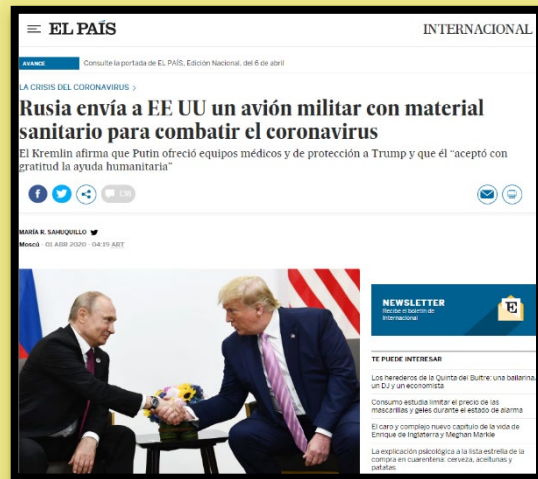 EL PAÍS
INTERNACIONAL
AVANCE
Consulte la portada de EL PAÍS, Edición Nacional, del 6 de abril
LA CRISIS DEL CORONAVIRUS >
Rusia envía a EE UU un avión militar con material
sanitario para combatir el coronavirus
El Kremlin afirma que Putin ofreció equipos médicos y de protección a Trump y que él “aceptó con
gratitud la ayuda humanitaria”
138
MARÍA R. SAHUQUILLO
Moscú - 01 ABR 2020 - 04:19 ART
NEWSLETTER
Recibe el boletín de
Internacional
E
TE PUEDE INTERESAR
Los herederos de la Quinta del Buitre: una bailarina,
un DJ y un economista
Consumo estudia limitar el precio de las
mascarillas y geles durante el estado de alarma
El caro y complejo nuevo capítulo de la vida de
Enrique de Inglaterra y Meghan Markle
La explicación psicológica a la lista estrella de la
compra en cuarentena: cerveza, aceitunas y
patatas